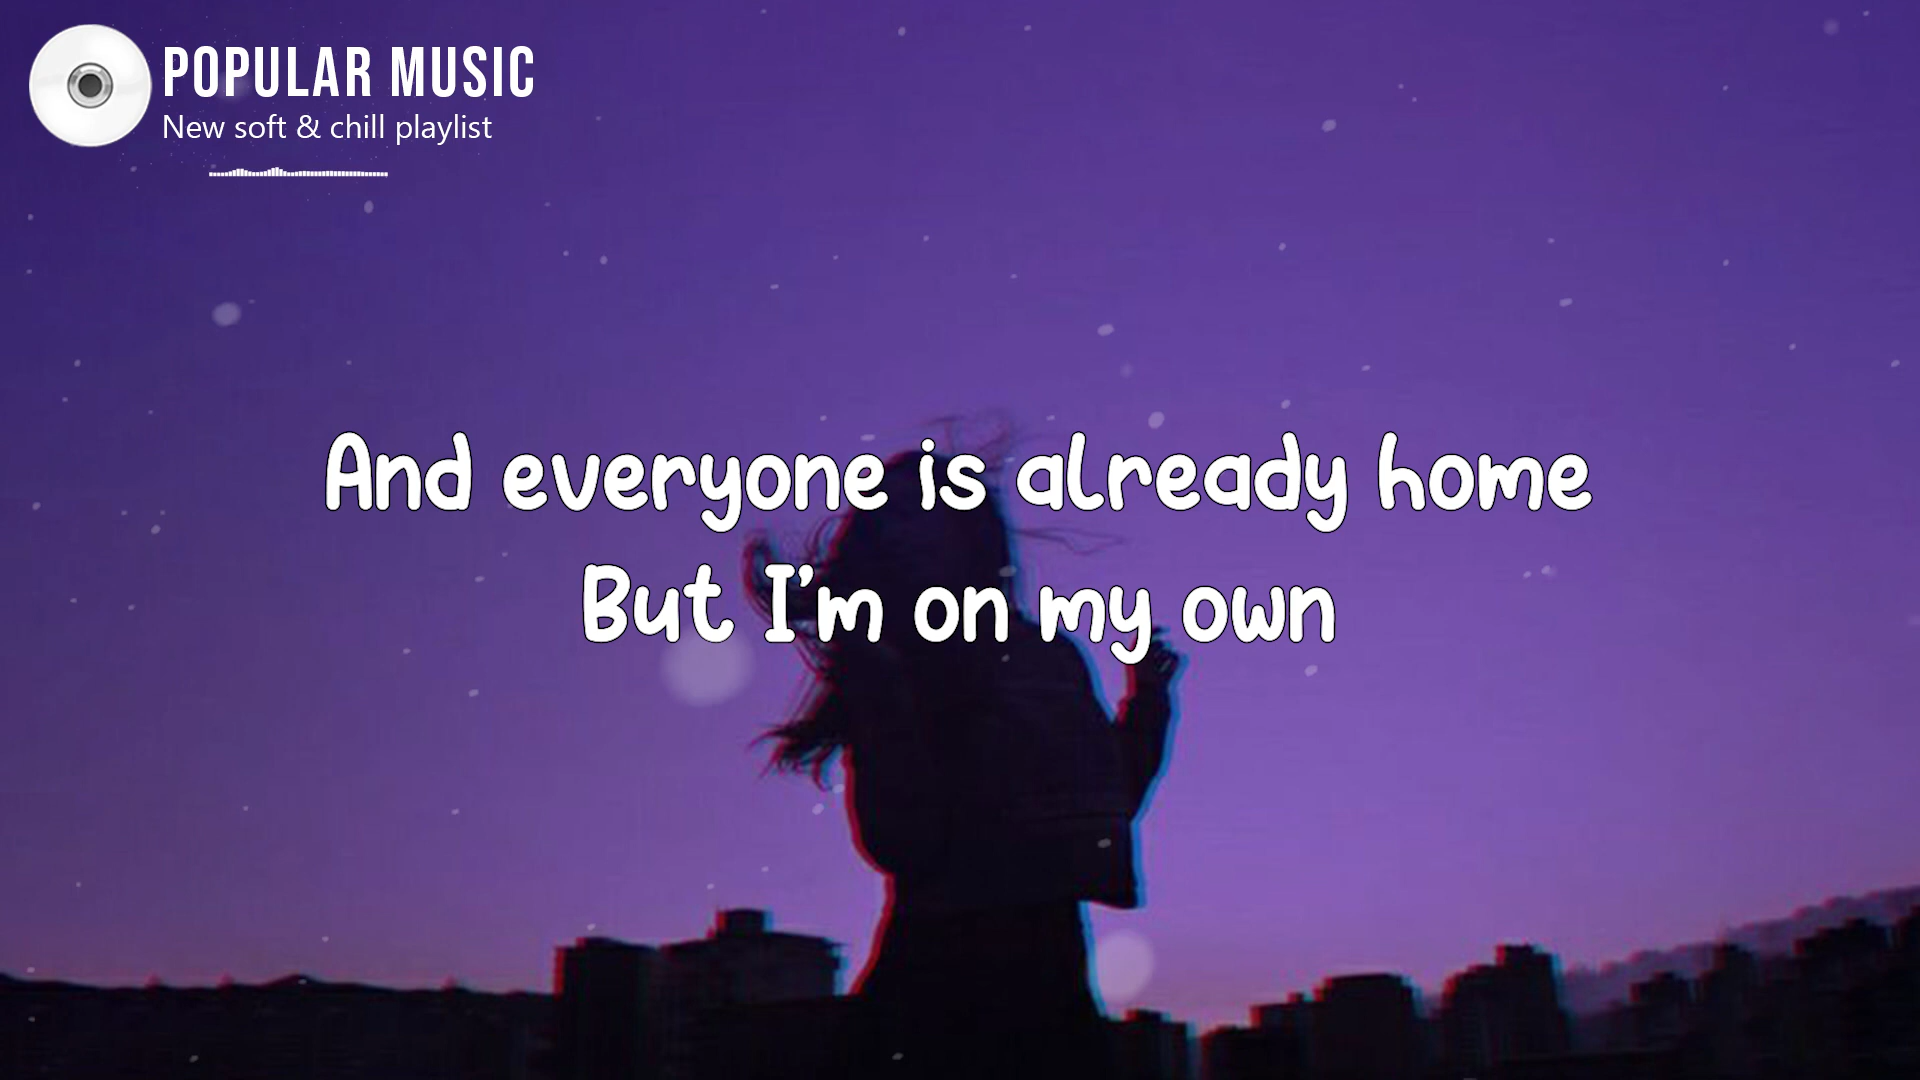 POPULAR MUSIC
New soft & chill playlist
And everyone is already home
But I'm on my own